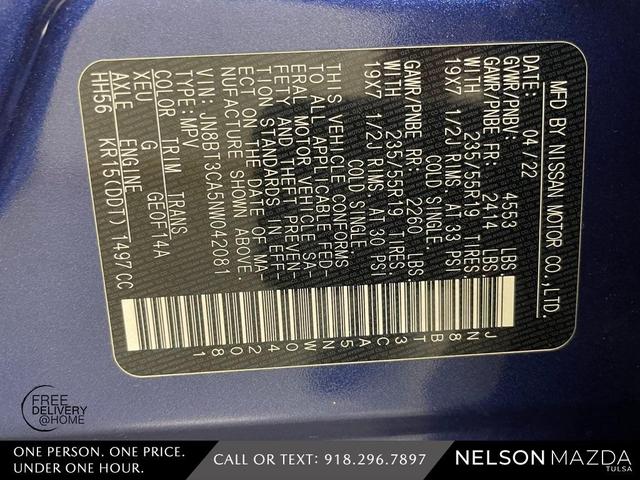 MFD BY NISSAN MOTOR CO.,LTD.
DATE: 04/22
GVWR/PNBV: 4553 LBS.
GAWR/PNBE FR: 2414 LBS.
WITH 235/55R19 TIRES
19X7 1/2J RIMS, AT 33 PSI
COLD SINGLE.
GAWR/PNBE RR: 2260 LBS.
WITH 235/55R19 TIRES
19X7 1/2J RIMS, AT 30 PSI
COLD SINGLE.
THIS VEHICLE CONFORMS
TO ALL APPLICABLE FED-
ERAL MOTOR VEHICLE SA-
FETY AND THEFT PREVEN-
TION STANDARDS IN EFF-
ECT ON THE DATE OF MA-
NUFACTURE SHOWN ABOVE.
VIN: JN8BT3CA5NW042081
TYPE: MPV
COLOR TRIM TRANS
XEU G GE0F14A
AXLE ENGINE
HH56 KR15(DDT) 1497CC
JN8BT3CA5NW042081
FREE
DELIVERY
@HOME
ONE PERSON. ONE PRICE.
UNDER ONE HOUR.
CALL OR TEXT: 918.296.7897
NELSON MAZDA
TULSA